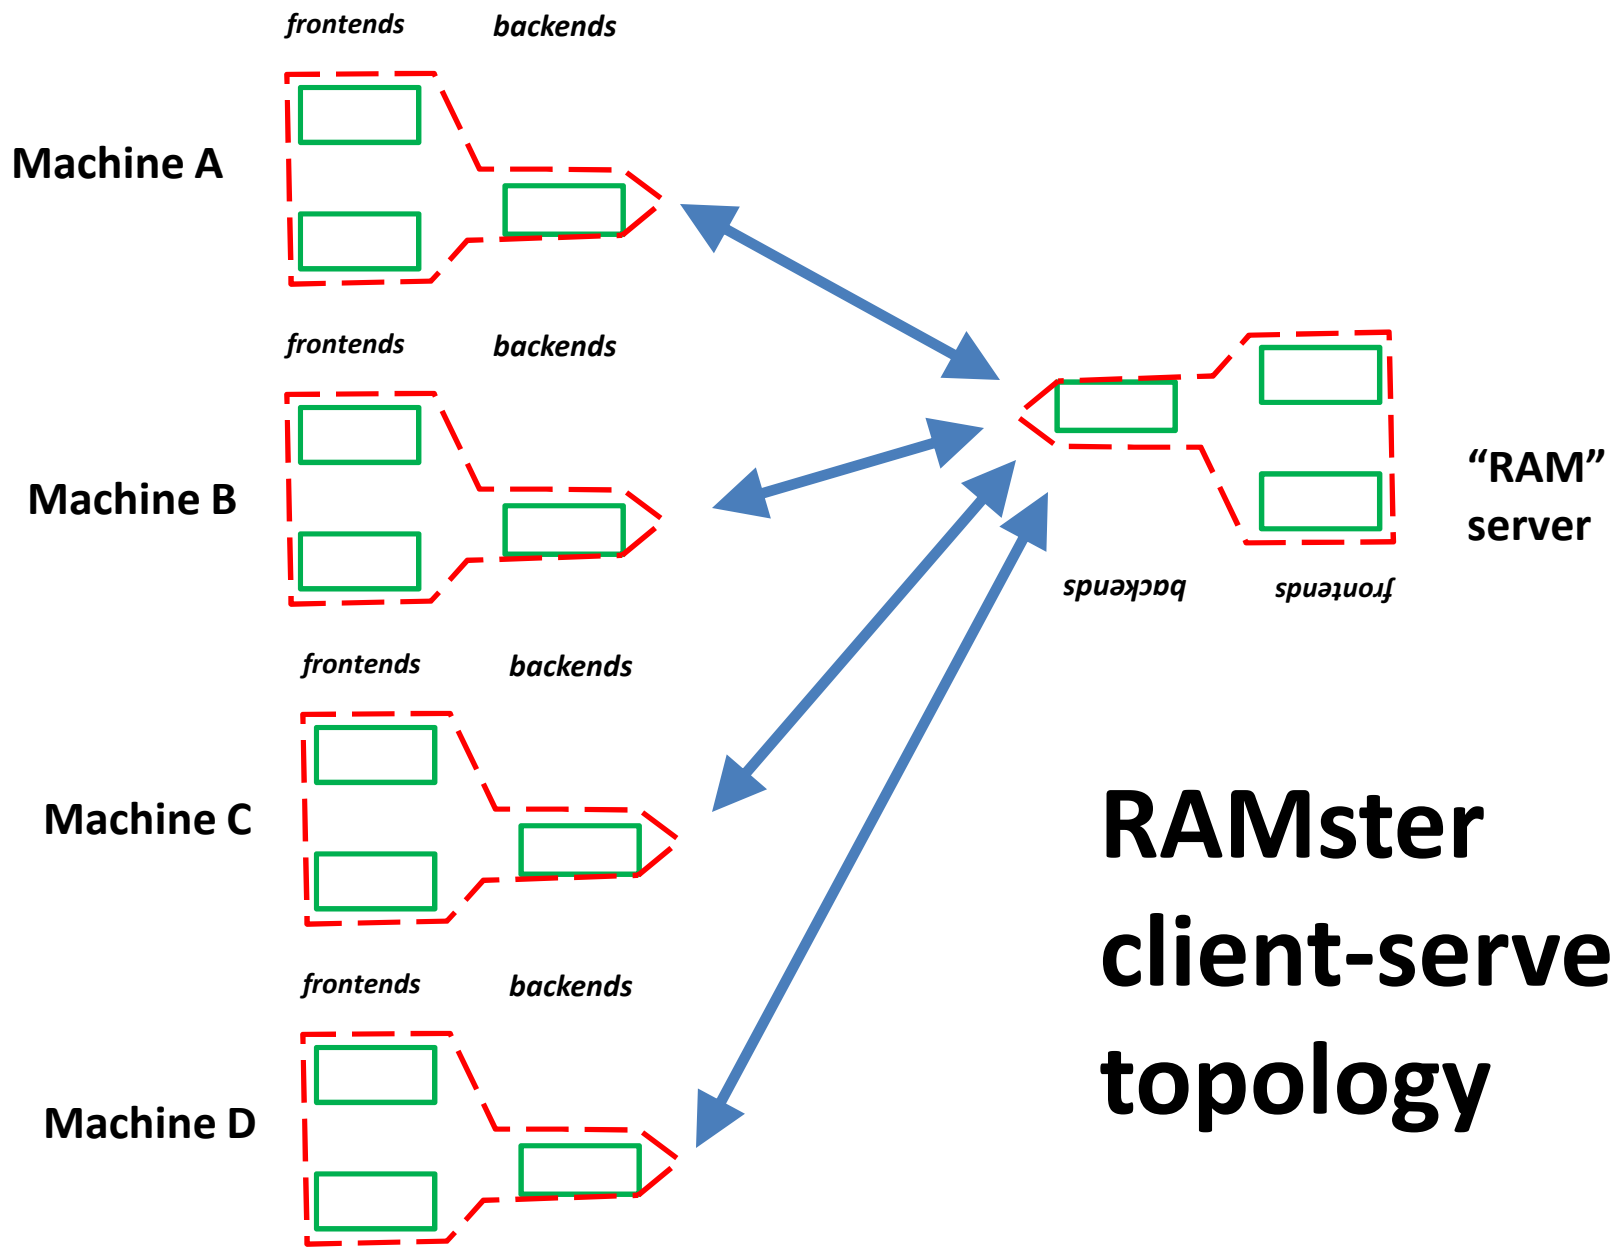 frontends backends
Machine A
frontends backends
Machine B
frontends backends
Machine C
frontends backends
Machine D
“RAM”
server
backends frontends
RAMster
client-serve
topology